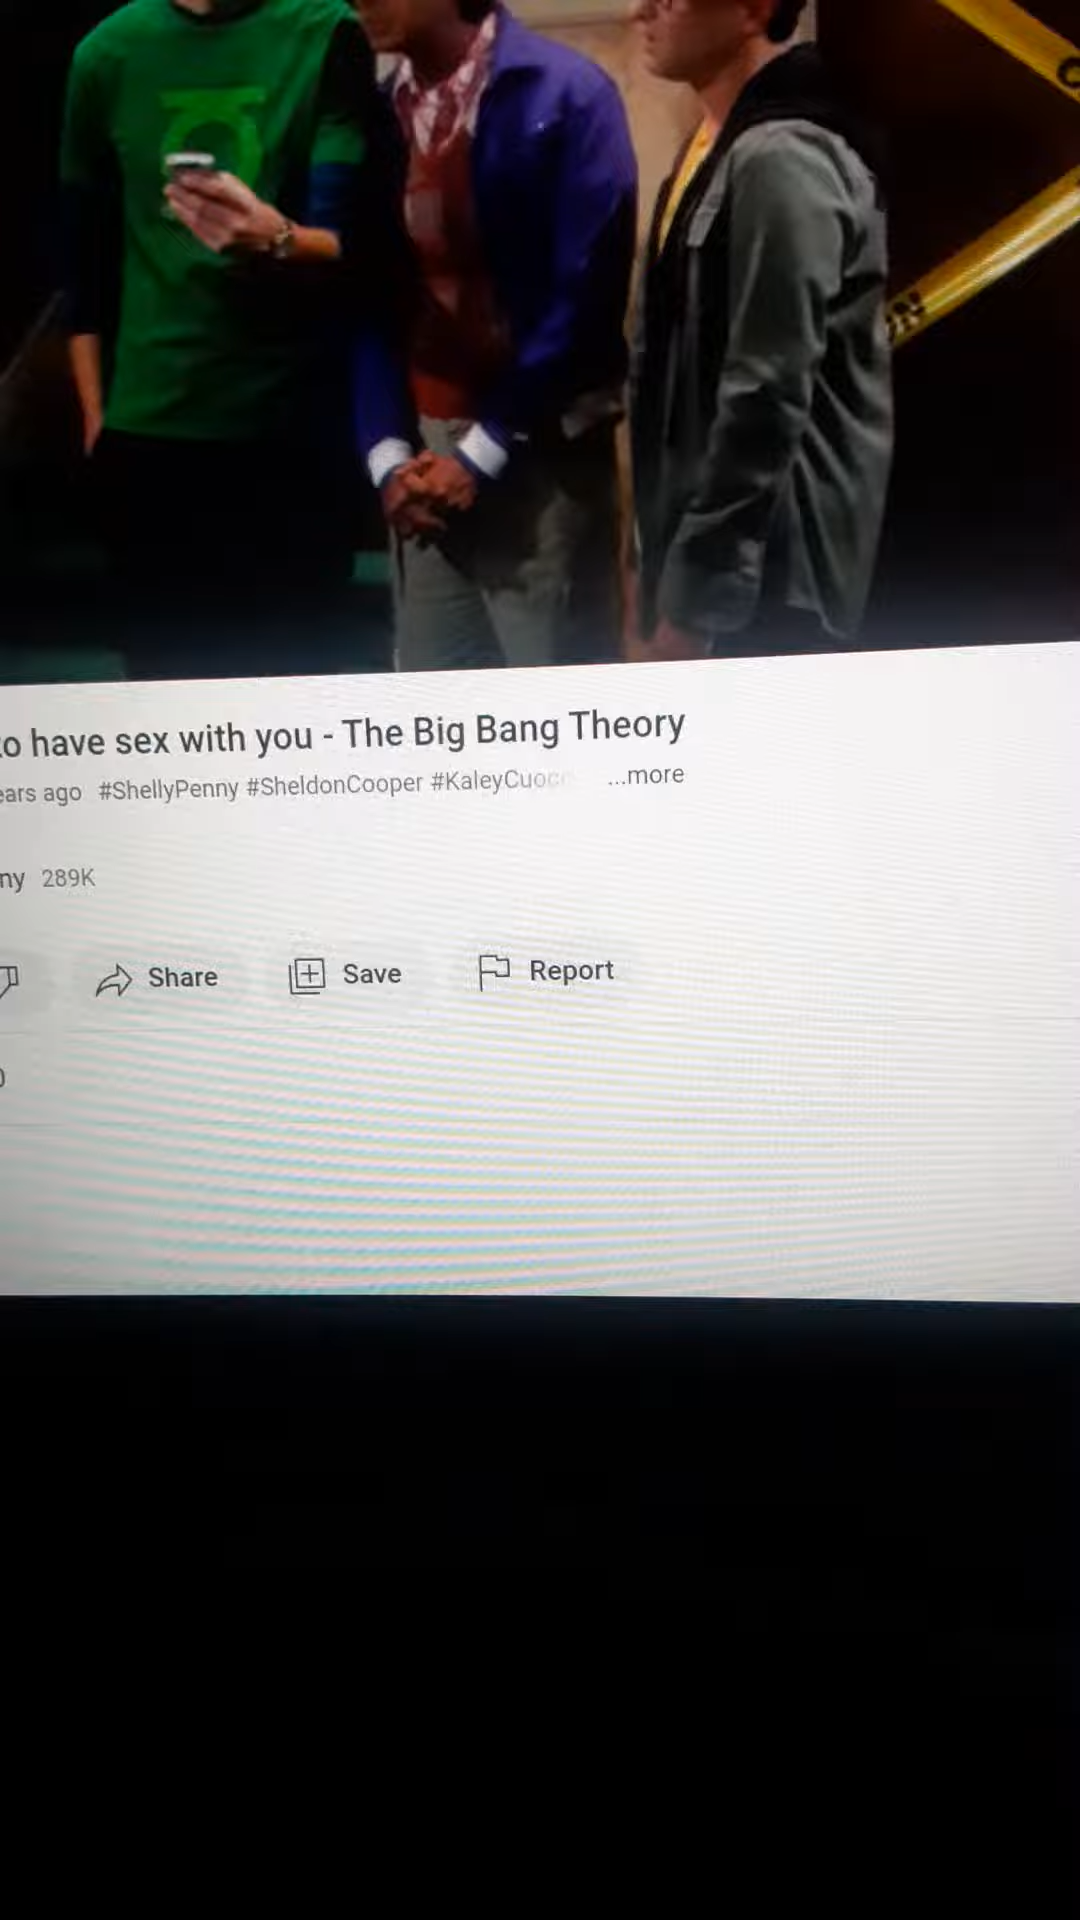 to have sex with you - The Big Bang Theory
ears ago #ShellyPenny #SheldonCooper #KaleyCuoc ...more
ny 289K
Share Save Report